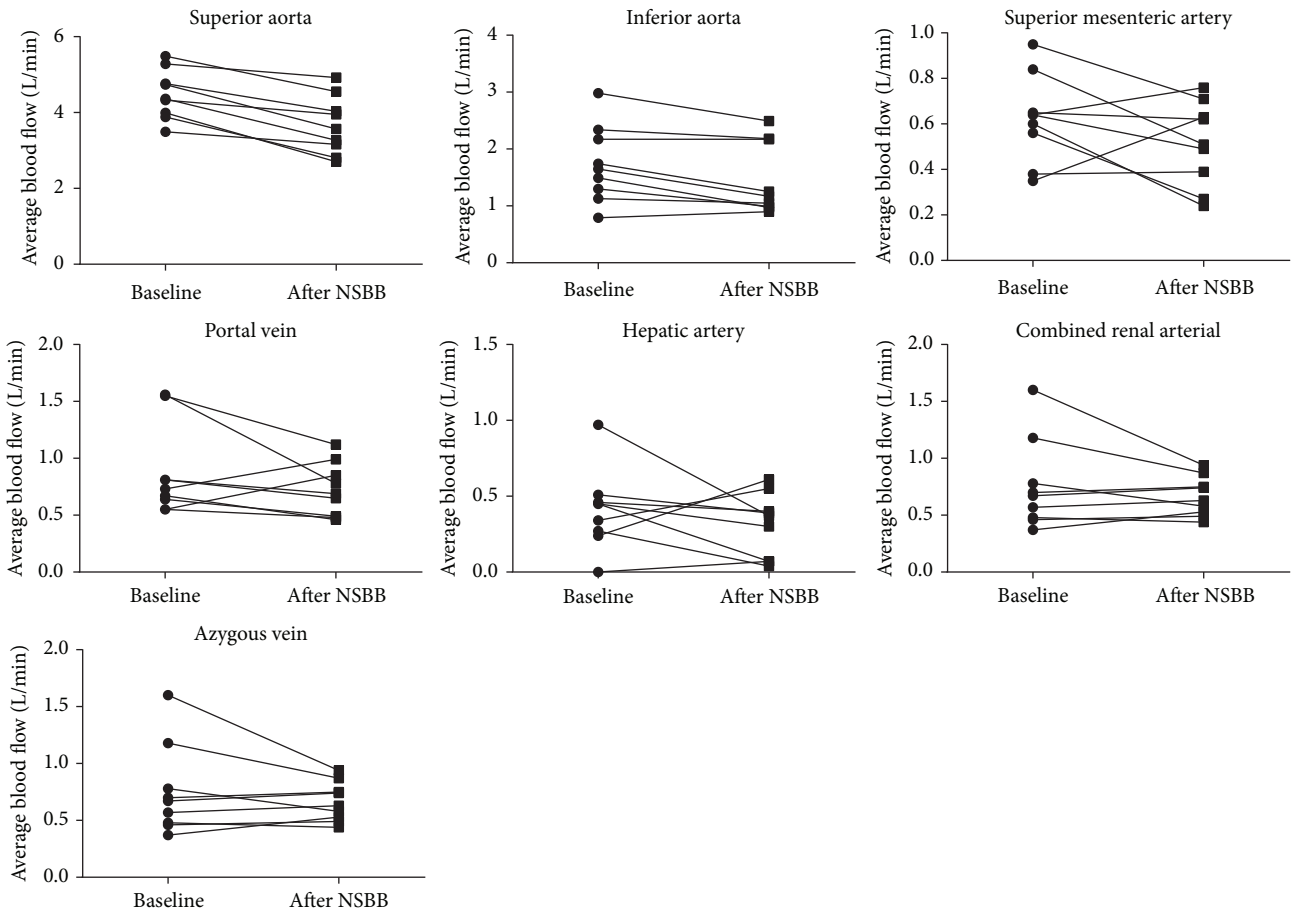 Superior aorta
Average blood flow (L/min)
6
4
2
0
Baseline
After NSBB
Inferior aorta
Average blood flow (L/min)
4
3
2
1
0
Baseline
After NSBB
Superior mesenteric artery
Average blood flow (L/min)
1.0
0.8
0.6
0.4
0.2
0.0
Baseline
After NSBB
Portal vein
Average blood flow (L/min)
2.0
1.5
1.0
0.5
0.0
Baseline
After NSBB
Hepatic artery
Average blood flow (L/min)
1.5
1.0
0.5
0.0
Baseline
After NSBB
Combined renal arterial
Average blood flow (L/min)
2.0
1.5
1.0
0.5
0.0
Baseline
After NSBB
Azygous vein
Average blood flow (L/min)
2.0
1.5
1.0
0.5
0.0
Baseline
After NSBB